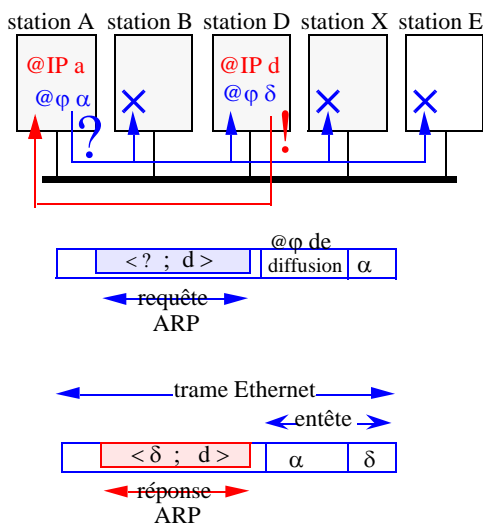 station A station B station D station X station E
@IP a @IP d
@φ α @φ δ
? !
@φ de
< ? ; d > diffusion α
requête
ARP
trame Ethernet
entête
< δ ; d > α δ
réponse
ARP